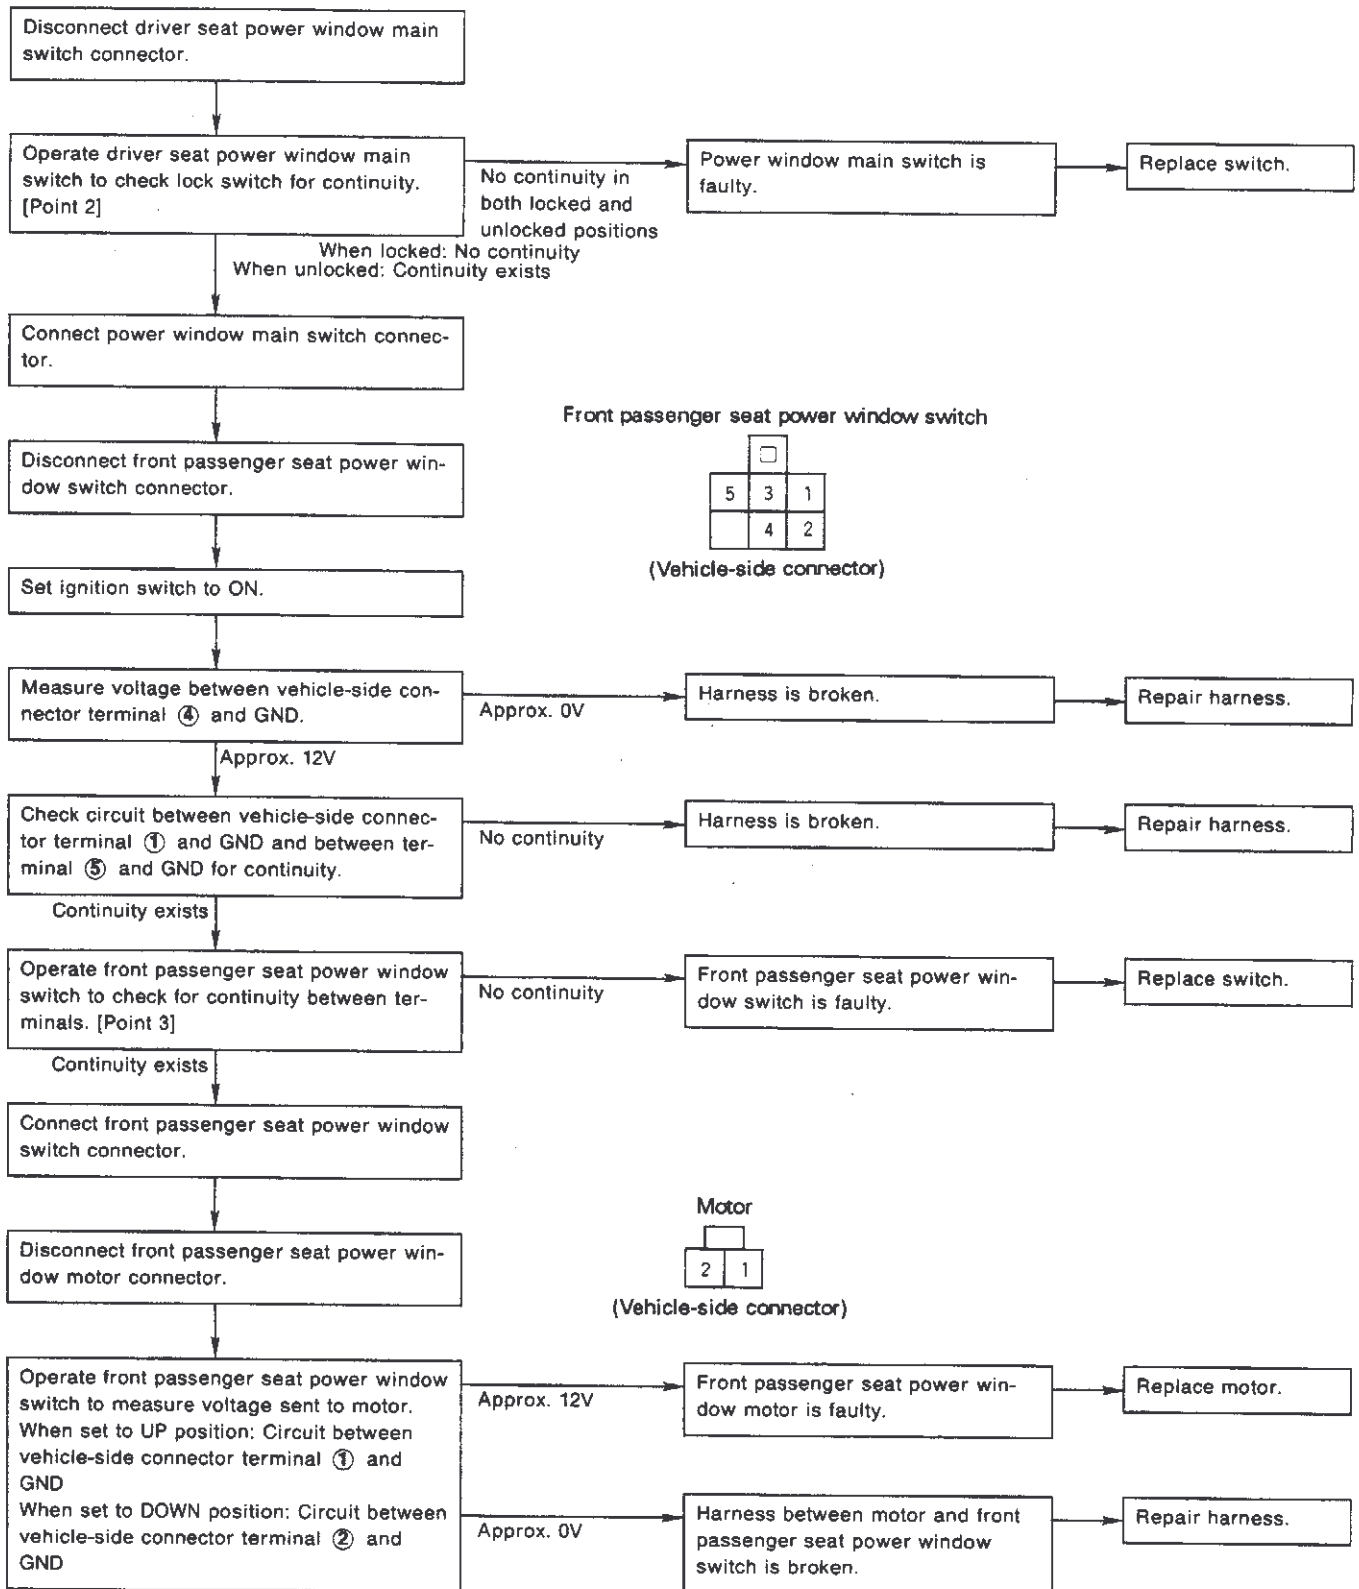 Disconnect driver seat power window main
switch connector.
Operate driver seat power window main
switch to check lock switch for continuity.
[Point 2]
No continuity in
both locked and
unlocked positions
Power window main switch is
faulty.
Replace switch.
When locked: No continuity
When unlocked: Continuity exists
Connect power window main switch connec-
tor.
Disconnect front passenger seat power win-
dow switch connector.
Front passenger seat power window switch
5 3 1
4 2
(Vehicle-side connector)
Set ignition switch to ON.
Measure voltage between vehicle-side con-
nector terminal ④ and GND.
Approx. 0V
Harness is broken.
Repair harness.
Approx. 12V
Check circuit between vehicle-side connec-
tor terminal ① and GND and between ter-
minal ⑤ and GND for continuity.
No continuity
Harness is broken.
Repair harness.
Continuity exists
Operate front passenger seat power window
switch to check for continuity between ter-
minals. [Point 3]
No continuity
Front passenger seat power win-
dow switch is faulty.
Replace switch.
Continuity exists
Connect front passenger seat power window
switch connector.
Disconnect front passenger seat power win-
dow motor connector.
Motor
2 1
(Vehicle-side connector)
Operate front passenger seat power window
switch to measure voltage sent to motor.
When set to UP position: Circuit between
vehicle-side connector terminal ① and
GND
When set to DOWN position: Circuit between
vehicle-side connector terminal ② and
GND
Approx. 12V
Front passenger seat power win-
dow motor is faulty.
Replace motor.
Approx. 0V
Harness between motor and front
passenger seat power window
switch is broken.
Repair harness.